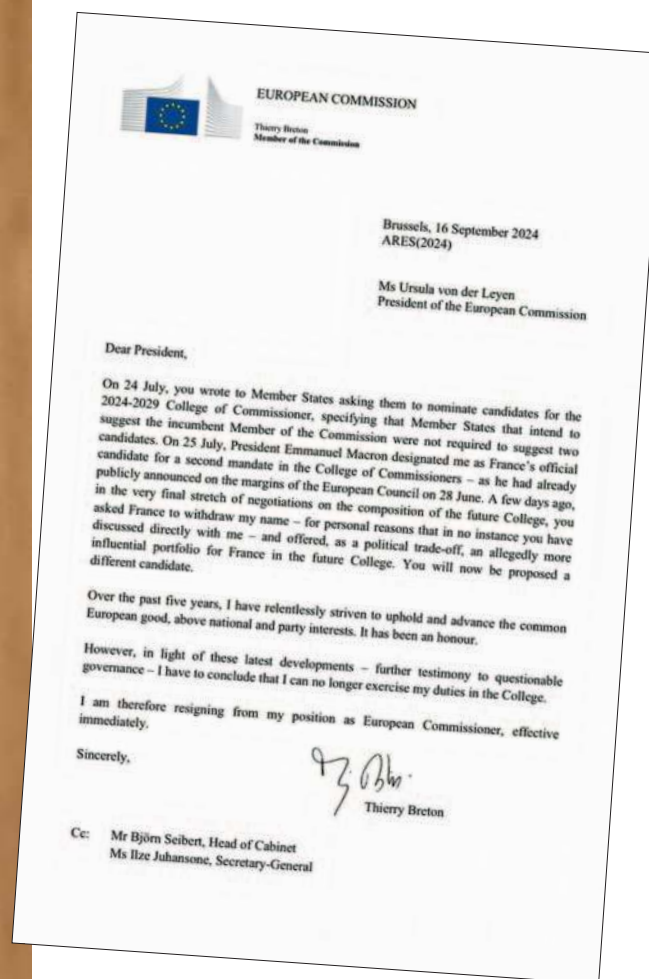 EUROPEAN COMMISSION
Thierry Breton
Member of the Commission
Brussels, 16 September 2024
ARES(2024)
Ms Ursula von der Leyen
President of the European Commission
Dear President,
On 24 July, you wrote to Member States asking them to nominate candidates for the
2024-2029 College of Commissioner, specifying that Member States that intend to
suggest the incumbent Member of the Commission were not required to suggest two
candidates. On 25 July, President Emmanuel Macron designated me as France's official
candidate for a second mandate in the College of Commissioners – as he had already
publicly announced on the margins of the European Council on 28 June. A few days ago,
in the very final stretch of negotiations on the composition of the future College, you
asked France to withdraw my name – for personal reasons that in no instance you have
discussed directly with me – and offered, as a political trade-off, an allegedly more
influential portfolio for France in the future College. You will now be proposed a
different candidate.
Over the past five years, I have relentlessly striven to uphold and advance the common
European good, above national and party interests. It has been an honour.
However, in light of these latest developments – further testimony to questionable
governance – I have to conclude that I can no longer exercise my duties in the College.
I am therefore resigning from my position as European Commissioner, effective
immediately.
Sincerely,
Thierry Breton
Cc: Mr Björn Seibert, Head of Cabinet
Ms Ilze Juhansone, Secretary-General